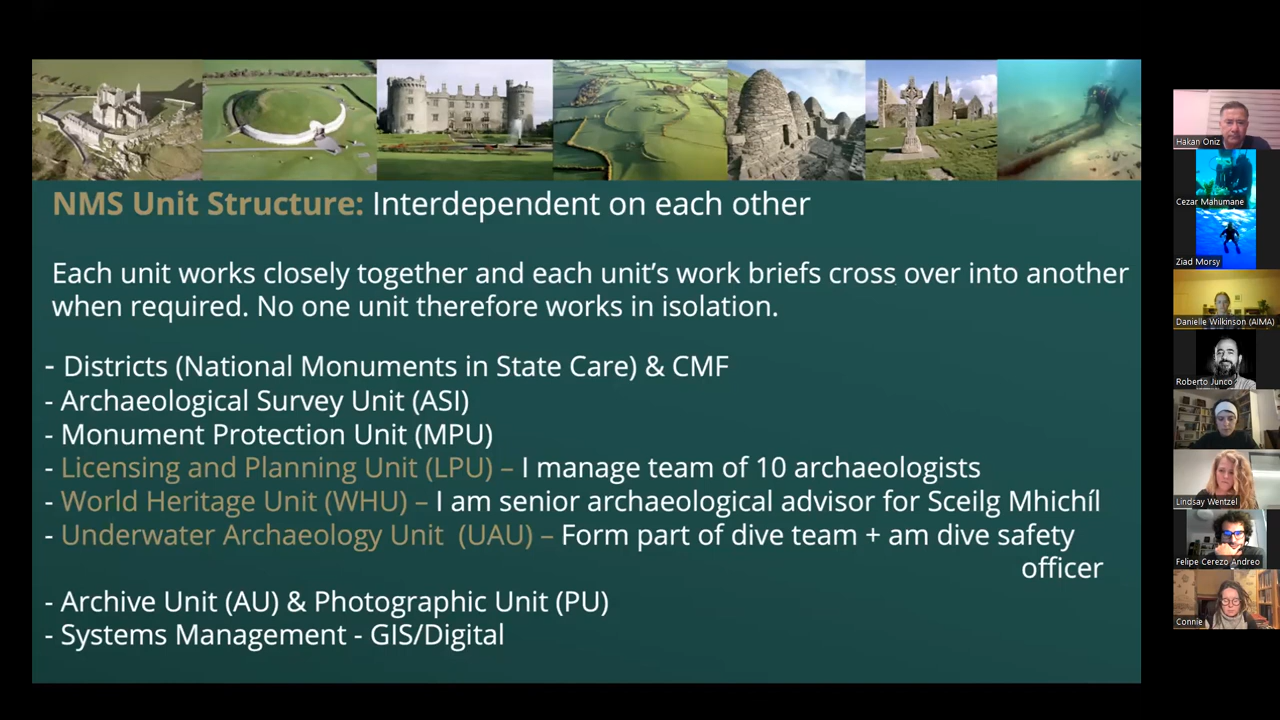 NMS Unit Structure: Interdependent on each other
Each unit works closely together and each unit's work briefs cross over into another
when required. No one unit therefore works in isolation.
- Districts (National Monuments in State Care) & CMF
- Archaeological Survey Unit (ASI)
- Monument Protection Unit (MPU)
- Licensing and Planning Unit (LPU) – I manage team of 10 archaeologists
- World Heritage Unit (WHU) – I am senior archaeological advisor for Sceilg Mhichíl
- Underwater Archaeology Unit (UAU) – Form part of dive team + am dive safety
officer
- Archive Unit (AU) & Photographic Unit (PU)
- Systems Management - GIS/Digital
Hakan Oniz
Cezar Mahumane
Ziad Morsy
Danielle Wilkinson (AIMA)
Roberto Junco
Lindsay Wentzel
Felipe Cerezo Andreo
Connie